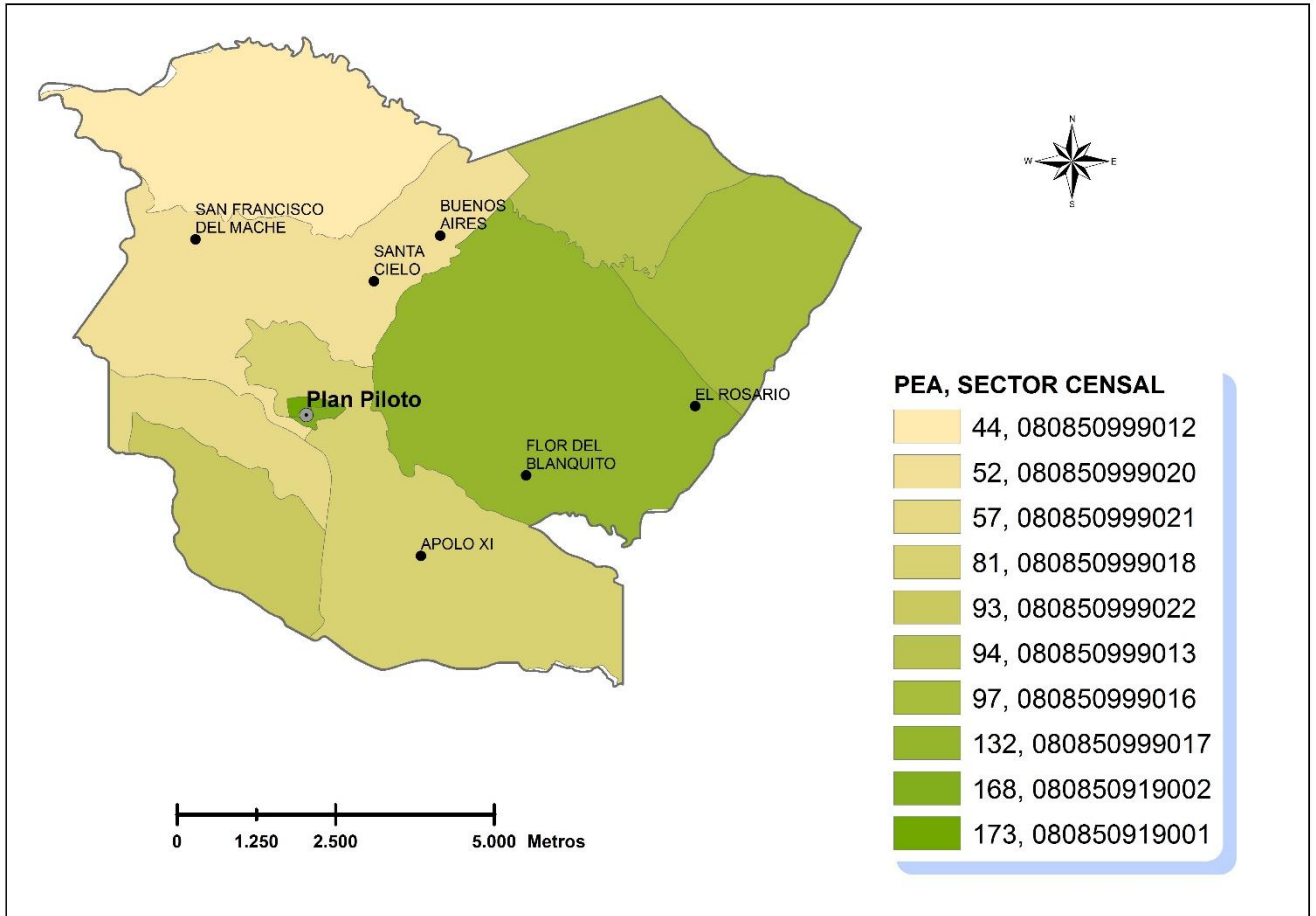 N
W E
S
SAN FRANCISCO
DEL MACHE
BUENOS
AIRES
SANTA
CIELO
Plan Piloto
EL ROSARIO
FLOR DEL
BLANQUITO
APOLO XI
PEA, SECTOR CENSAL
44, 080850999012
52, 080850999020
57, 080850999021
81, 080850999018
93, 080850999022
94, 080850999013
97, 080850999016
132, 080850999017
168, 080850919002
173, 080850919001
0 1.250 2.500 5.000 Metros